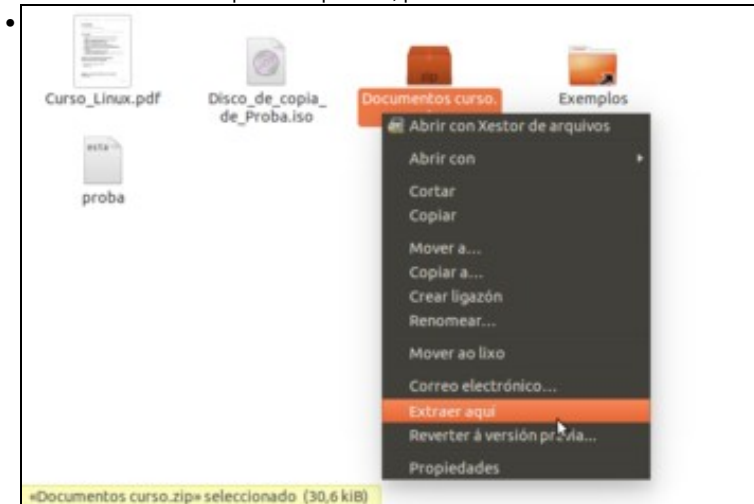 Curso_Linux.pdf
Disco_de_copia_
de_Proba.iso
Documentos curso.
zip
Exemplos
esta
proba
Abrir con Xestor de arquivos
Abrir con
Cortar
Copiar
Mover a...
Copiar a...
Crear ligazón
Renomear...
Mover ao lixo
Correo electrónico...
Extraer aquí
Reverter á versión previa...
Propiedades
«Documentos curso.zip» seleccionado (30,6 kiB)